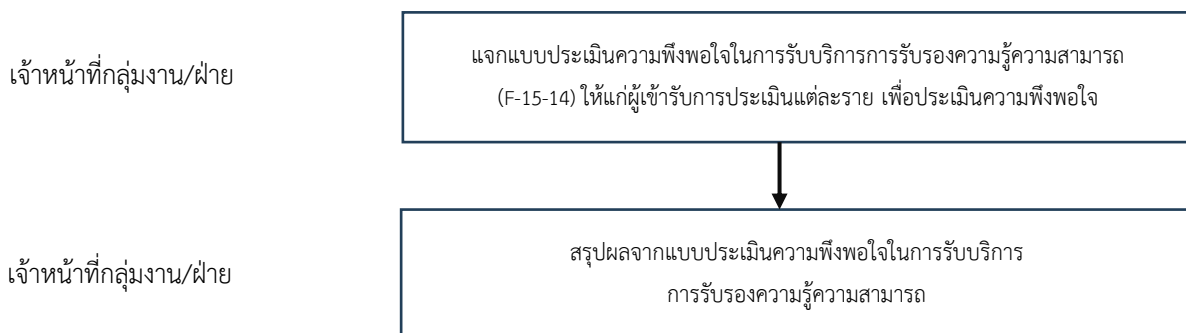 เจ้าหน้าที่กลุ่มงาน/ฝ่าย
แจกแบบประเมินความพึงพอใจในการรับบริการการรับรองความรู้ความสามารถ
(F-15-14) ให้แก่ผู้เข้ารับการประเมินแต่ละราย เพื่อประเมินความพึงพอใจ
เจ้าหน้าที่กลุ่มงาน/ฝ่าย
สรุปผลจากแบบประเมินความพึงพอใจในการรับบริการ
การรับรองความรู้ความสามารถ